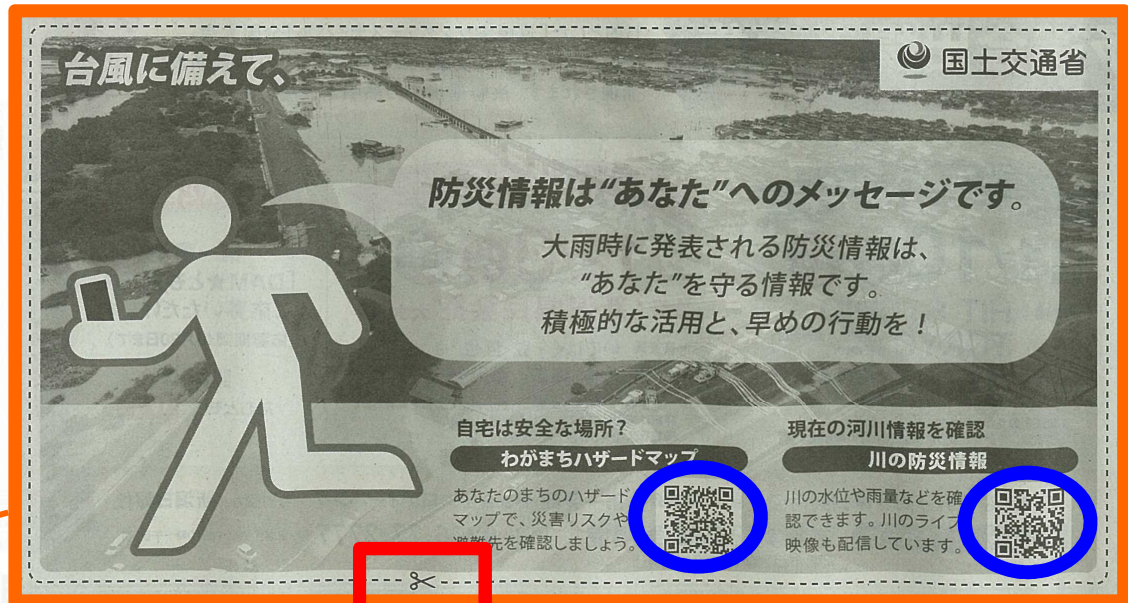 台風に備えて、
国土交通省
防災情報は“あなた”へのメッセージです。
大雨時に発表される防災情報は、
“あなた”を守る情報です。
積極的な活用と、早めの行動を！
自宅は安全な場所？
わがまちハザードマップ
あなたのまちのハザード
マップで、災害リスクや
避難先を確認しましょう。
現在の河川情報を確認
川の防災情報
川の水位や雨量などを確
認できます。川のライブ
映像も配信しています。